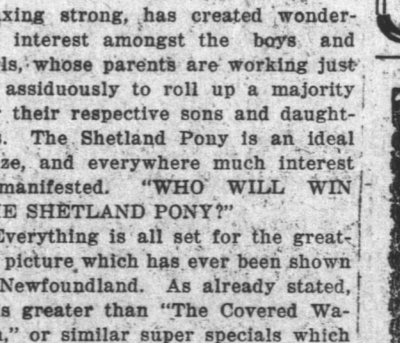 axing strong, has created wonder-
interest amongst the boys and
ls, whose parents are working just
assiduously to roll up a majority
their respective sons and daught-
s. The Shetland Pony is an ideal
ze, and everywhere much interest
manifested. "WHO WILL WIN
E SHETLAND PONY?"
Everything is all set for the great-
picture which has ever been shown
Newfoundland. As already stated,
s greater than "The Covered Wa-
," or similar super specials which